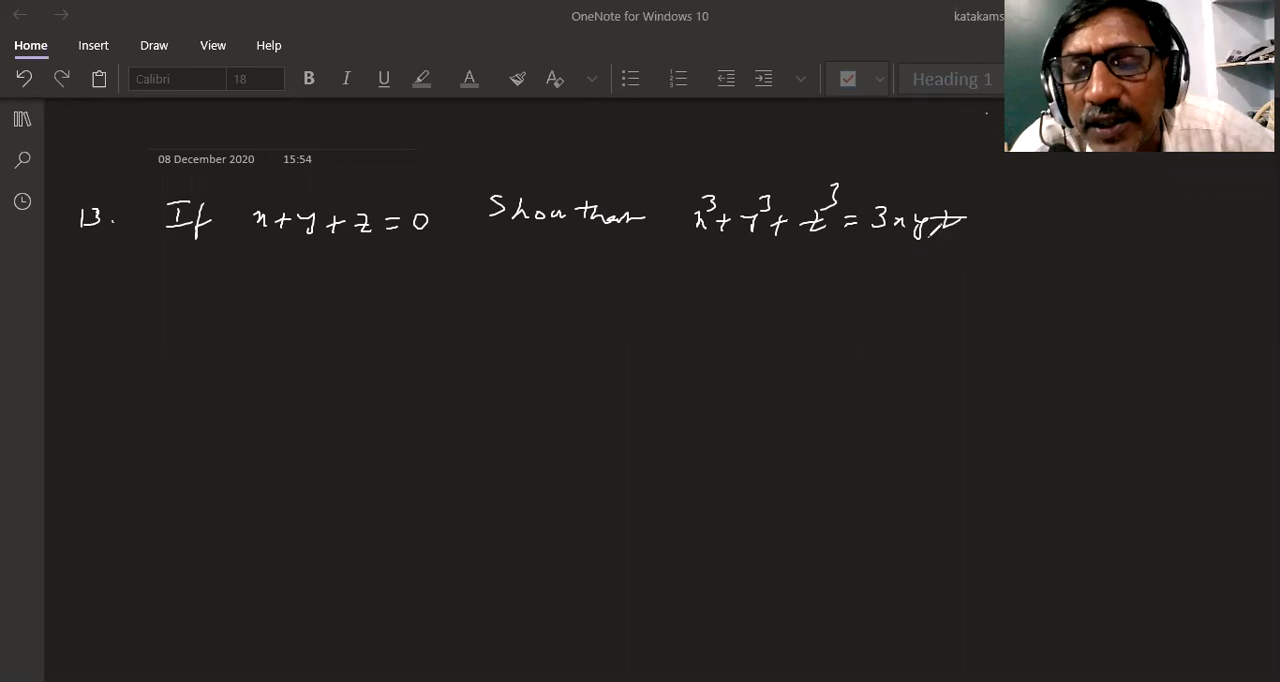 OneNote for Windows 10 katakams
Home Insert Draw View Help
Calibri 18 B I U A Heading 1
08 December 2020 15:54
13. If x+y+z=0 Show that x³+y³+z³=3xyz